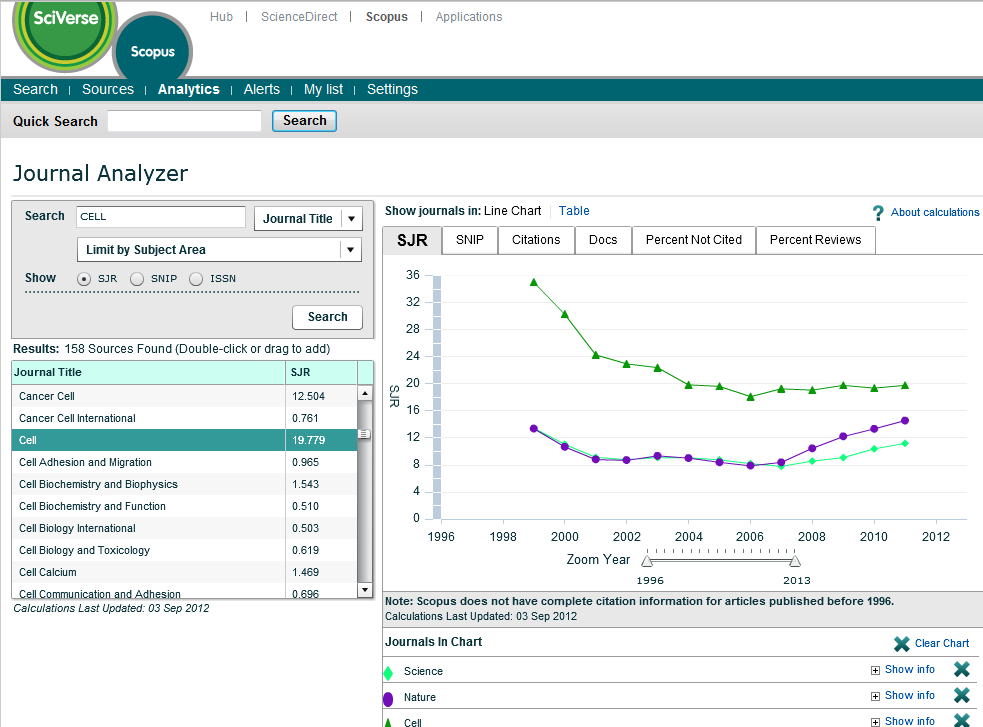 SciVerse
Scopus
Hub | ScienceDirect | Scopus | Applications
Search | Sources | Analytics | Alerts | My list | Settings
Quick Search Search
Journal Analyzer
Search CELL Journal Title
Limit by Subject Area
Show SJR SNIP ISSN
Search
Results: 158 Sources Found (Double-click or drag to add)
Journal Title SJR
Cancer Cell 12.504
Cancer Cell International 0.761
Cell 19.779
Cell Adhesion and Migration 0.965
Cell Biochemistry and Biophysics 1.543
Cell Biochemistry and Function 0.510
Cell Biology International 0.503
Cell Biology and Toxicology 0.619
Cell Calcium 1.469
Cell Communication and Adhesion 0.696
Calculations Last Updated: 03 Sep 2012
Show journals in: Line Chart | Table
? About calculations
SJR SNIP Citations Docs Percent Not Cited Percent Reviews
36
32
28
24
20
16
12
8
4
0
SJR
1996 1998 2000 2002 2004 2006 2008 2010 2012
Zoom Year
1996 2013
Note: Scopus does not have complete citation information for articles published before 1996.
Calculations Last Updated: 03 Sep 2012
Journals In Chart Clear Chart
Science Show info
Nature Show info
Cell Show info